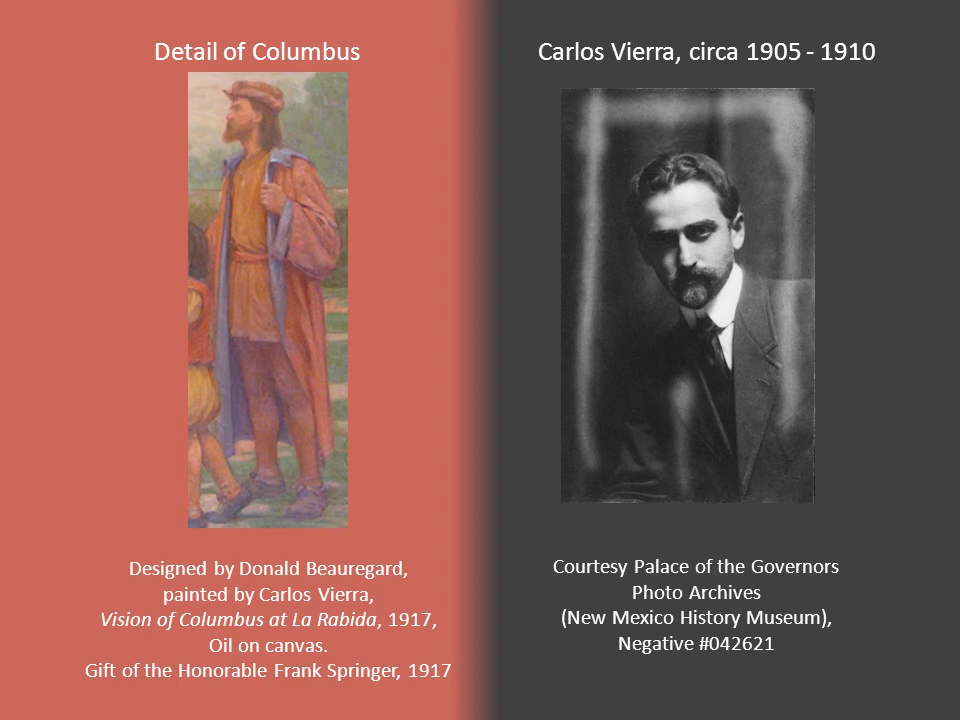 Detail of Columbus
Designed by Donald Beauregard,
painted by Carlos Vierra,
Vision of Columbus at La Rabida, 1917,
Oil on canvas.
Gift of the Honorable Frank Springer, 1917
Carlos Vierra, circa 1905 - 1910
Courtesy Palace of the Governors
Photo Archives
(New Mexico History Museum),
Negative #042621